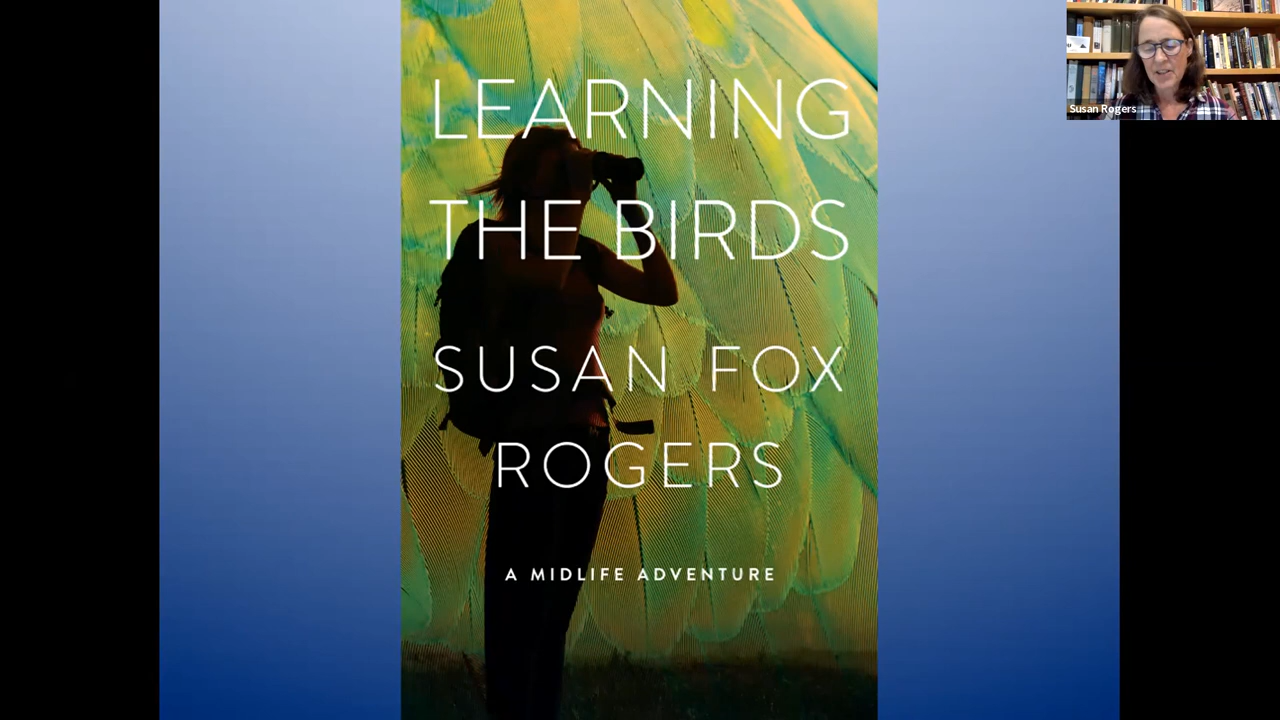 LEARNING
THE BIRDS
SUSAN FOX
ROGERS
A MIDLIFE ADVENTURE
Susan Rogers